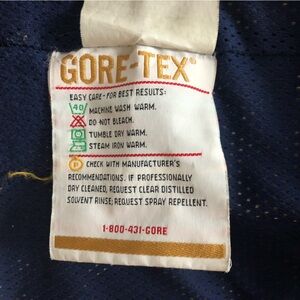 GORE-TEX®
EASY CARE-FOR BEST RESULTS:
40 MACHINE WASH WARM.
DO NOT BLEACH.
TUMBLE DRY WARM.
STEAM IRON WARM.
P CHECK WITH MANUFACTURER'S
RECOMMENDATIONS. IF PROFESSIONALLY
DRY CLEANED, REQUEST CLEAR DISTILLED
SOLVENT RINSE; REQUEST SPRAY REPELLENT.
1-800-431-GORE